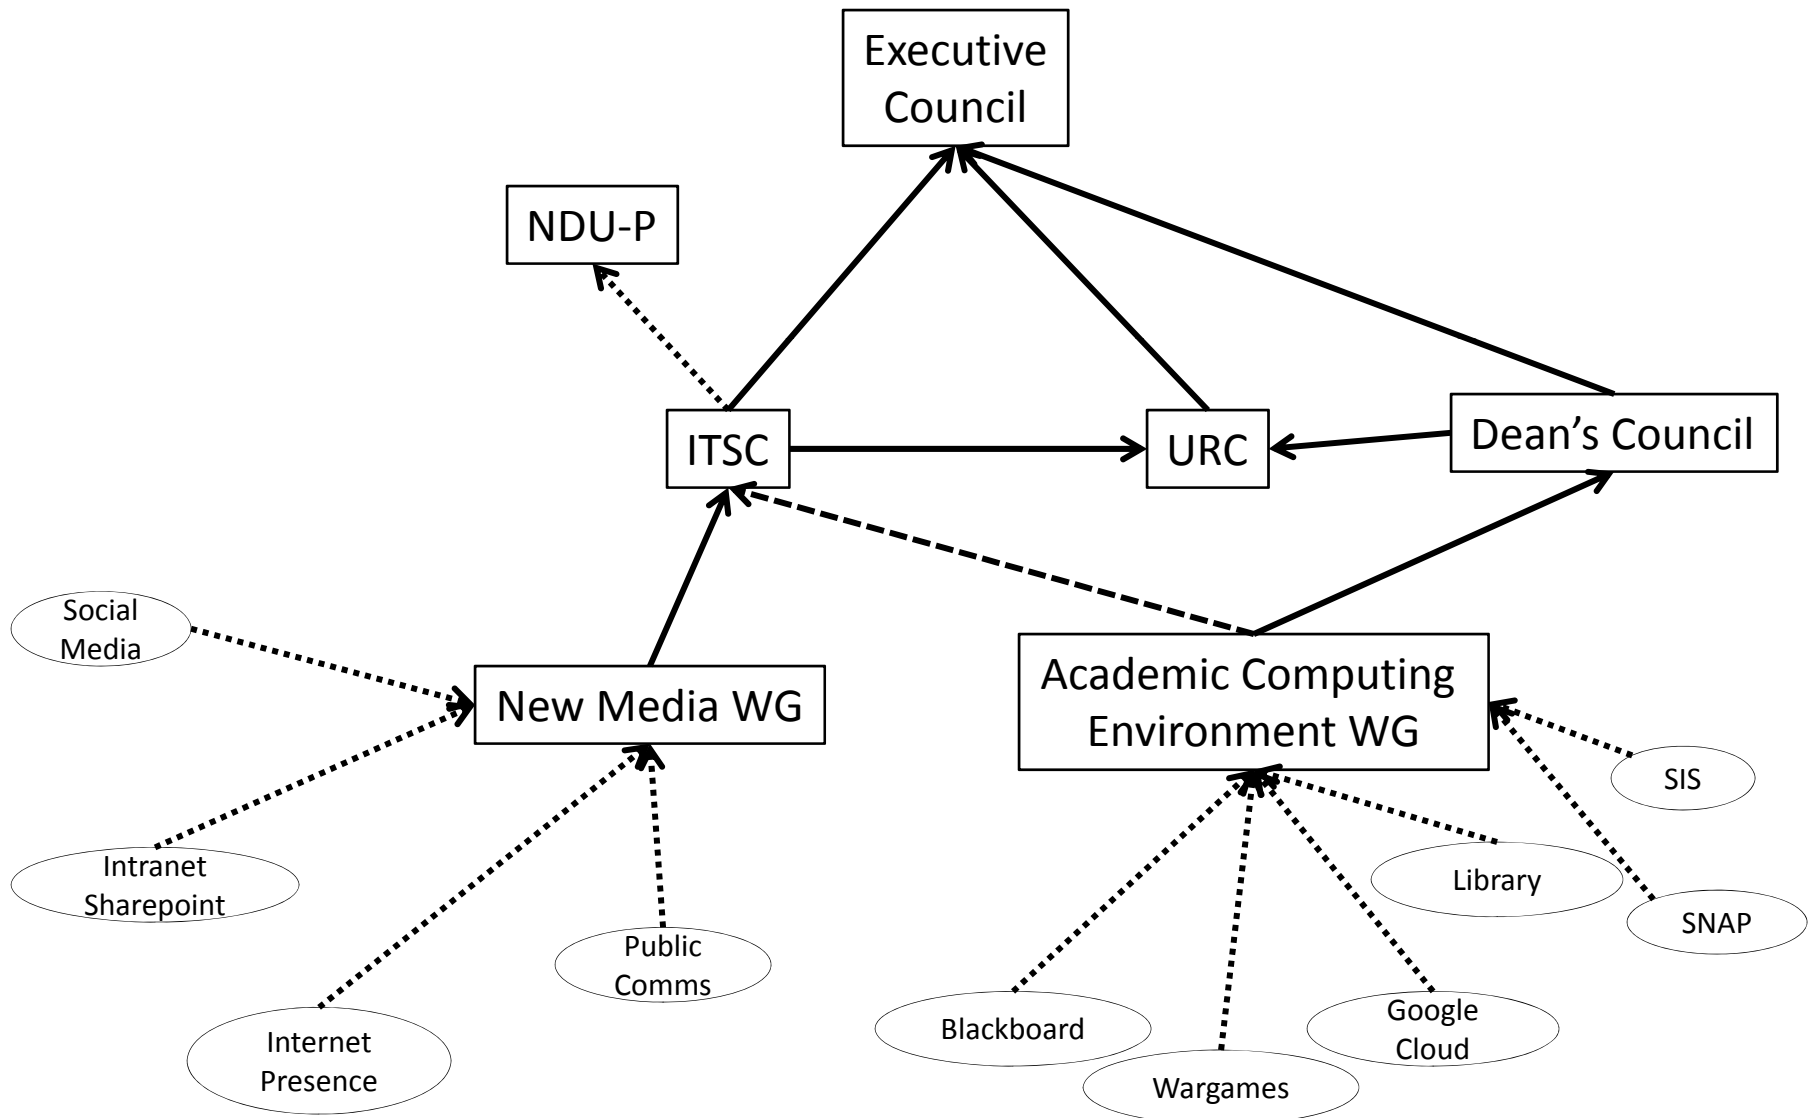 Executive
Council
NDU-P
ITSC
URC
Dean’s Council
Social
Media
New Media WG
Academic Computing
Environment WG
SIS
Intranet
Sharepoint
Library
SNAP
Public
Comms
Blackboard
Google
Cloud
Internet
Presence
Wargames